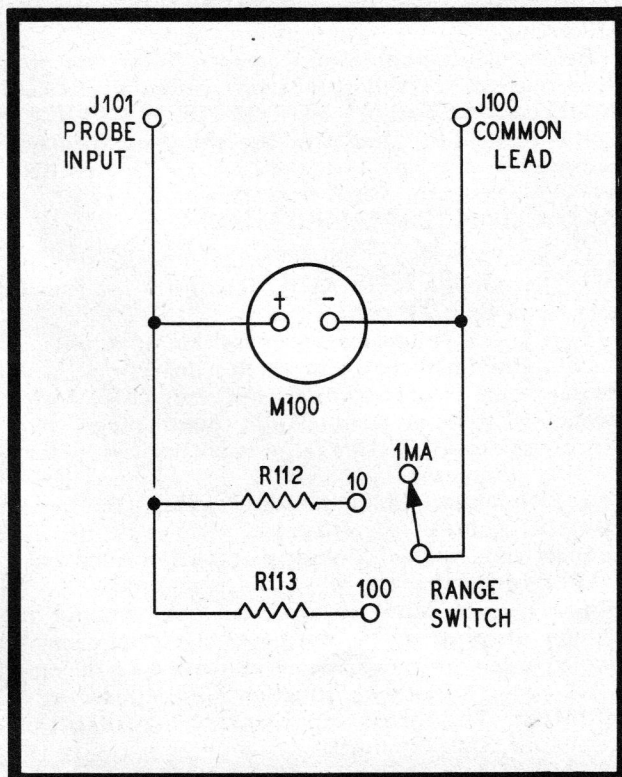 J101
PROBE
INPUT
J100
COMMON
LEAD
+ -
M100
1MA
R112
10
R113
100
RANGE
SWITCH